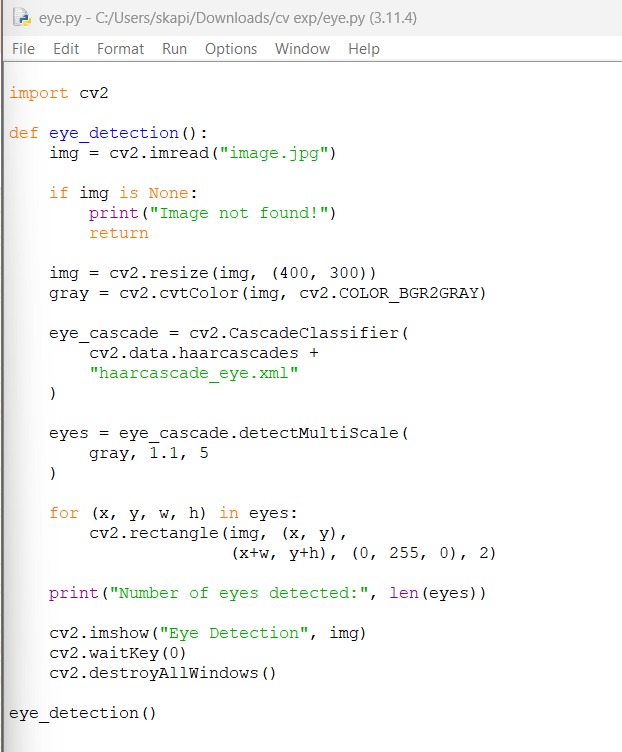 eye.py - C:/Users/skapi/Downloads/cv exp/eye.py (3.11.4)
File Edit Format Run Options Window Help
import cv2
def eye_detection():
    img = cv2.imread("image.jpg")
    if img is None:
        print("Image not found!")
        return
    img = cv2.resize(img, (400, 300))
    gray = cv2.cvtColor(img, cv2.COLOR_BGR2GRAY)
    eye_cascade = cv2.CascadeClassifier(
        cv2.data.haarcascades +
        "haarcascade_eye.xml"
    )
    eyes = eye_cascade.detectMultiScale(
        gray, 1.1, 5
    )
    for (x, y, w, h) in eyes:
        cv2.rectangle(img, (x, y),
                      (x+w, y+h), (0, 255, 0), 2)
    print("Number of eyes detected:", len(eyes))
    cv2.imshow("Eye Detection", img)
    cv2.waitKey(0)
    cv2.destroyAllWindows()
eye_detection()